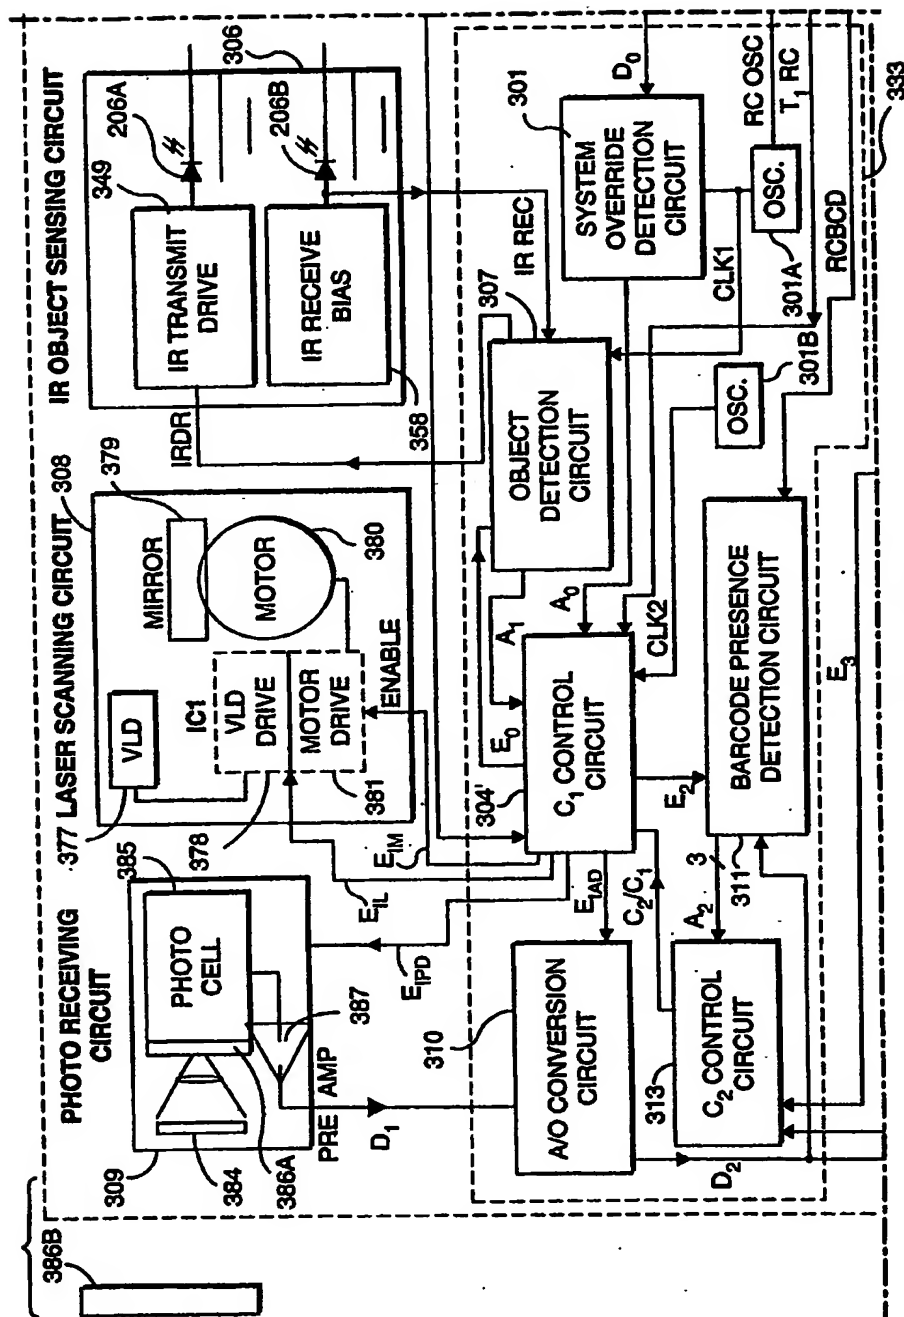 386B
PHOTO RECEIVING
CIRCUIT
309
384
386A
385
PHOTO
CELL
387
PRE AMP
D1
EIPD
377 LASER SCANNING CIRCUIT 308
VLD
378
IC1
VLD
DRIVE
MOTOR
DRIVE
381
MIRROR
379
MOTOR
380
ENABLE
EIL
EIM
IR OBJECT SENSING CIRCUIT
349
206A
206B
306
IR TRANSMIT
DRIVE
IR RECEIVE
BIAS
358
IRDR
310
A/O CONVERSION
CIRCUIT
EIAD
304'
C1 CONTROL
CIRCUIT
E0
A1
A0
307
OBJECT
DETECTION
CIRCUIT
IR REC
301
SYSTEM
OVERRIDE
DETECTION
CIRCUIT
D0
CLK1
CLK2
OSC.
301A
RC OSC
T1 RC
OSC.
301B
RCBCD
333
313
C2 CONTROL
CIRCUIT
C2/C1
E2
A2
3
311
BARCODE PRESENCE
DETECTION CIRCUIT
D2
E3